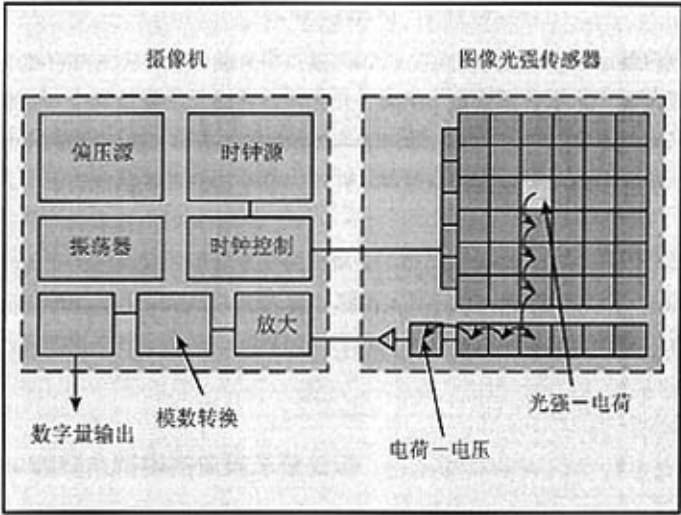 摄像机
图像光强传感器
偏压源
时钟源
振荡器
时钟控制
放大
数字量输出
模数转换
电荷－电压
光强－电荷